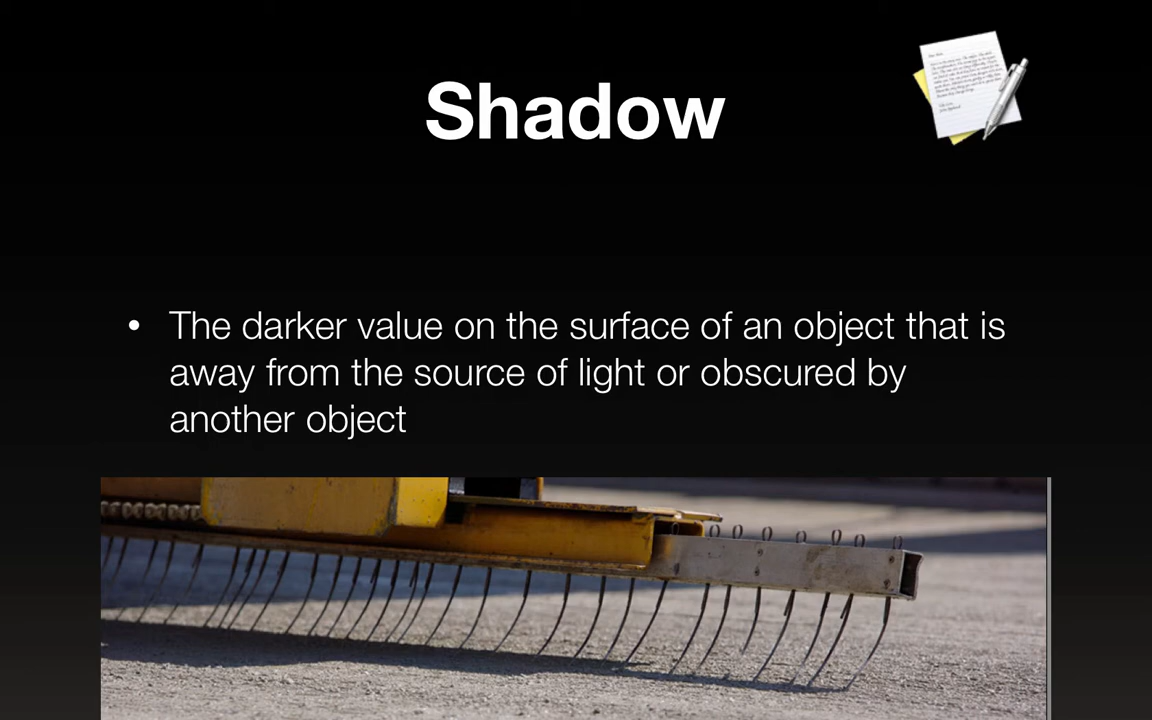 Shadow
• The darker value on the surface of an object that is
away from the source of light or obscured by
another object